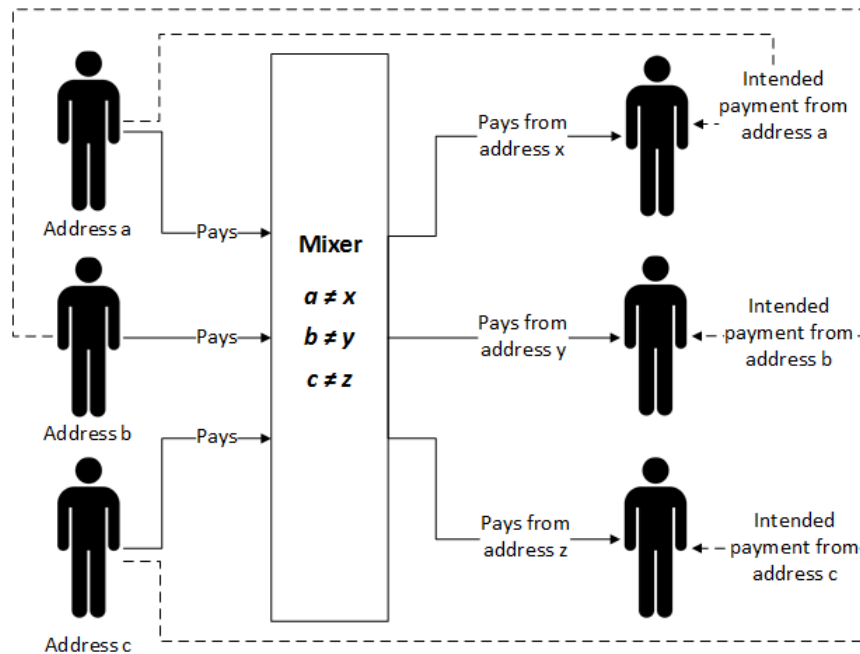 Address a
Pays
Address b
Pays
Address c
Pays
Mixer
a ≠ x
b ≠ y
c ≠ z
Pays from
address x
Pays from
address y
Pays from
address z
Intended
payment from
address a
Intended
payment from
address b
Intended
payment from
address c